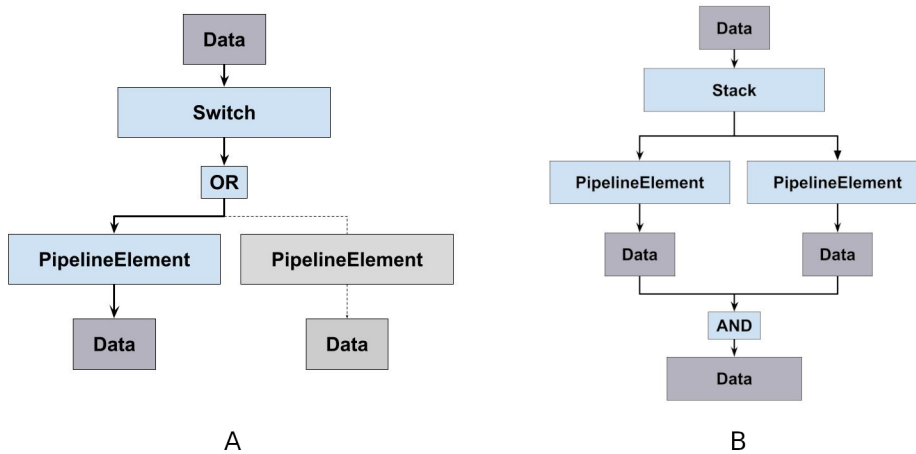 Data
Switch
OR
PipelineElement
PipelineElement
Data
Data
A
Data
Stack
PipelineElement
PipelineElement
Data
Data
AND
Data
B